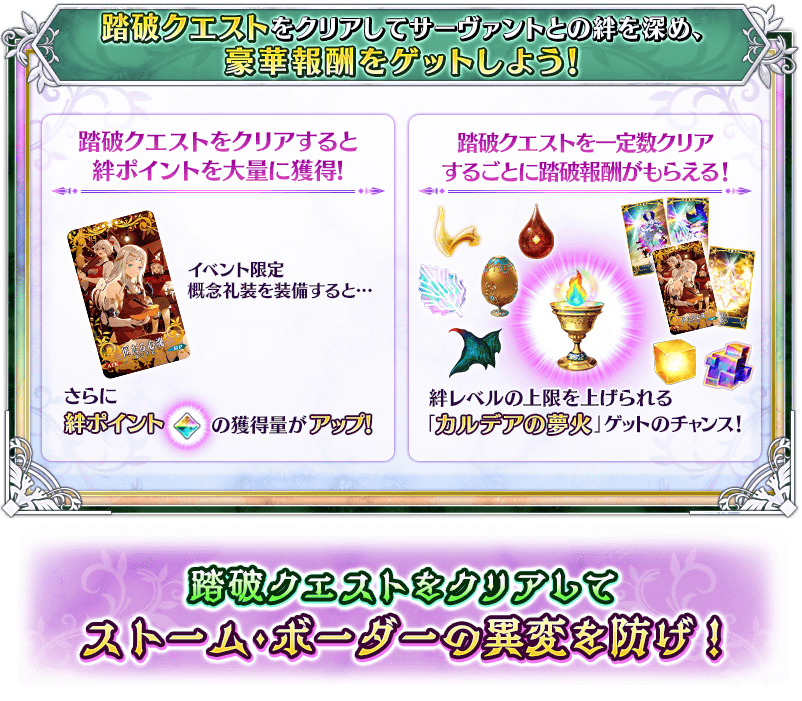 踏破クエストをクリアしてサーヴァントとの絆を深め、
豪華報酬をゲットしよう!
踏破クエストをクリアすると
絆ポイントを大量に獲得!
イベント限定
概念礼装を装備すると…
ATK
HP
さらに
絆ポイント の獲得量がアップ!
踏破クエストを一定数クリア
するごとに踏破報酬がもらえる!
絆レベルの上限を上げられる
「カルデアの夢火」ゲットのチャンス!
踏破クエストをクリアして
ストーム・ボーダーの異変を防げ!